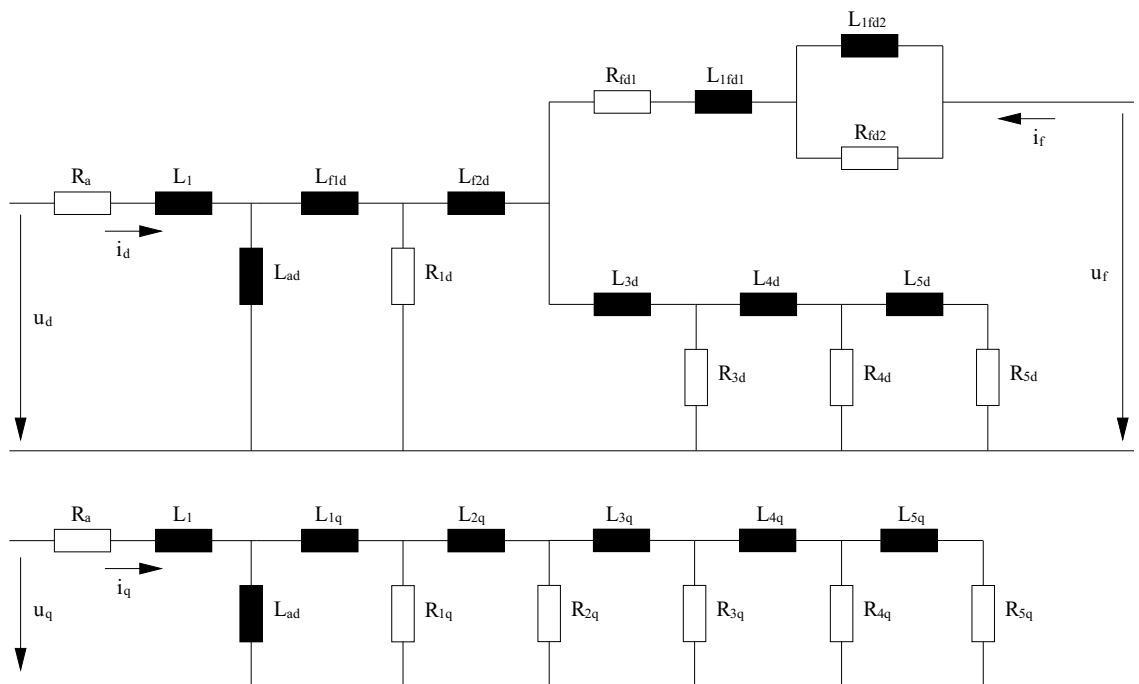 L1fd2
Rfd1
L1fd1
Rfd2
if
Ra
L1
Lf1d
Lf2d
id
Lad
R1d
L3d
L4d
L5d
uf
ud
R3d
R4d
R5d
Ra
L1
L1q
L2q
L3q
L4q
L5q
iq
uq
Lad
R1q
R2q
R3q
R4q
R5q